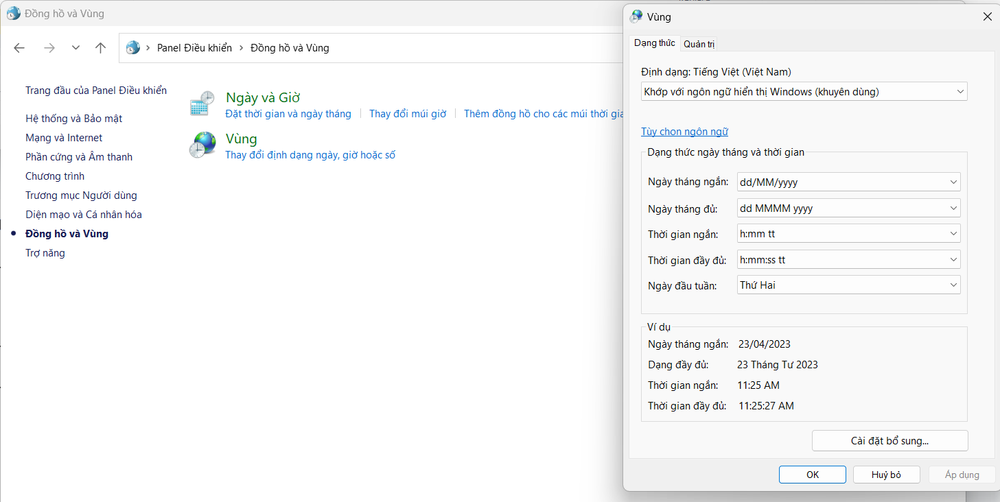 Đồng hồ và Vùng
Panel Điều khiển › Đồng hồ và Vùng
Trang đầu của Panel Điều khiển
Hệ thống và Bảo mật
Mạng và Internet
Phần cứng và Âm thanh
Chương trình
Trương mục Người dùng
Diện mạo và Cá nhân hóa
Đồng hồ và Vùng
Trợ năng
Ngày và Giờ
Đặt thời gian và ngày tháng | Thay đổi múi giờ | Thêm đồng hồ cho các múi thời gia
Vùng
Thay đổi định dạng ngày, giờ hoặc số
Vùng
Dạng thức Quản trị
Định dạng: Tiếng Việt (Việt Nam)
Khớp với ngôn ngữ hiển thị Windows (khuyên dùng)
Tùy chon ngôn ngữ
Dạng thức ngày tháng và thời gian
Ngày tháng ngắn: dd/MM/yyyy
Ngày tháng đủ: dd MMMM yyyy
Thời gian ngắn: h:mm tt
Thời gian đầy đủ: h:mm:ss tt
Ngày đầu tuần: Thứ Hai
Ví dụ
Ngày tháng ngắn: 23/04/2023
Dạng đầy đủ: 23 Tháng Tư 2023
Thời gian ngắn: 11:25 AM
Thời gian đầy đủ: 11:25:27 AM
Cài đặt bổ sung...
OK Huỷ bỏ Áp dụng